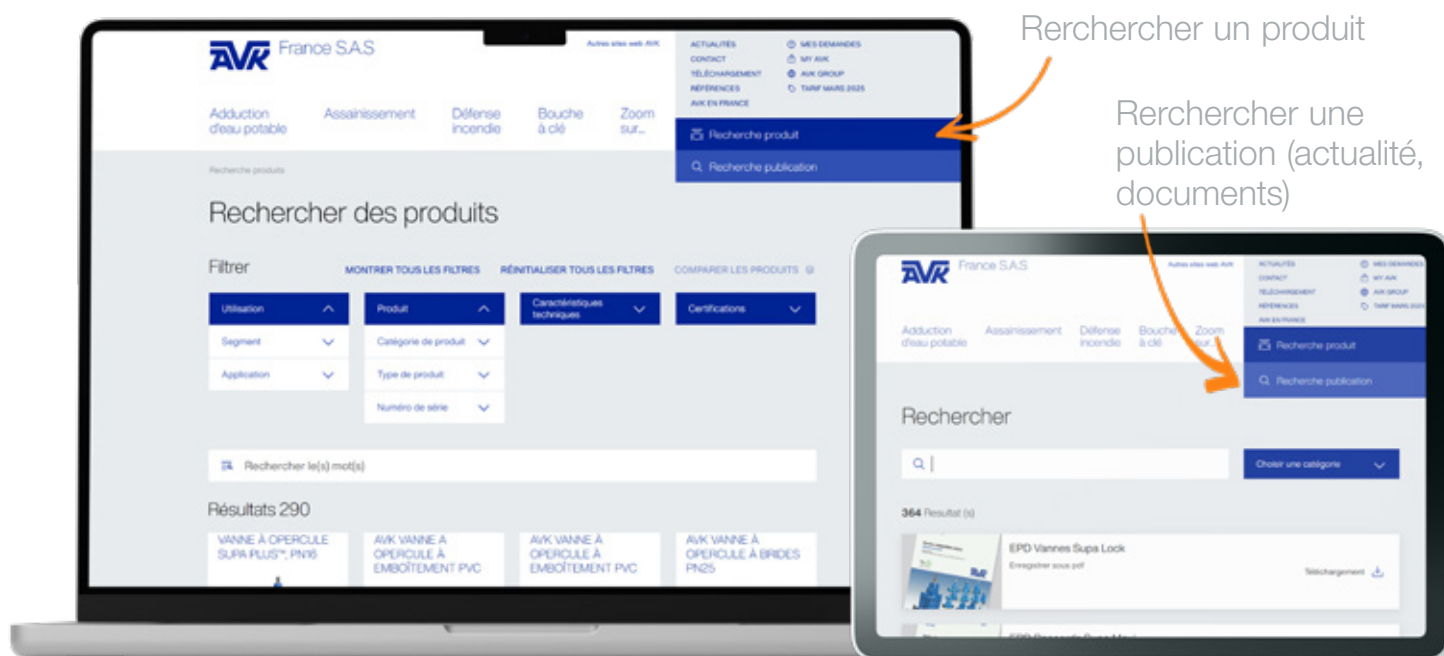 Rerchercher un produit
Rerchercher une
publication (actualité,
documents)
AVK France S.A.S
Autres sites web AVK
ACTUALITÉS
CONTACT
TÉLÉCHARGEMENT
RÉFÉRENCES
AVK EN FRANCE
MES DEMANDES
MY AVK
AVK GROUP
TARIF MARS 2025
Adduction
d'eau potable
Assainissement
Défense
incendie
Bouche
à clé
Zoom
sur...
Recherche produit
Recherche publication
Recherche produits
Rechercher des produits
Filtrer
MONTRER TOUS LES FILTRES
RÉINITIALISER TOUS LES FILTRES
COMPARER LES PRODUITS
Utilisation
Segment
Application
Produit
Catégorie de produit
Type de produit
Numéro de série
Caractéristiques
techniques
Certifications
Rechercher le(s) mot(s)
Résultats 290
VANNE À OPERCULE
SUPA PLUS™, PN16
AVK VANNE À
OPERCULE À
EMBOÎTEMENT PVC
AVK VANNE À
OPERCULE À
EMBOÎTEMENT PVC
AVK VANNE À
OPERCULE À BRIDES
PN25
AVK France S.A.S
Autres sites web AVK
ACTUALITÉS
CONTACT
TÉLÉCHARGEMENT
RÉFÉRENCES
AVK EN FRANCE
MES DEMANDES
MY AVK
AVK GROUP
TARIF MARS 2025
Adduction
d'eau potable
Assainissement
Défense
incendie
Bouche
à clé
Zoom
sur...
Recherche produit
Recherche publication
Rechercher
Choisir une catégorie
364 Resultat (s)
EPD Vannes Supa Lock
Enregistrer sous pdf
Téléchargement